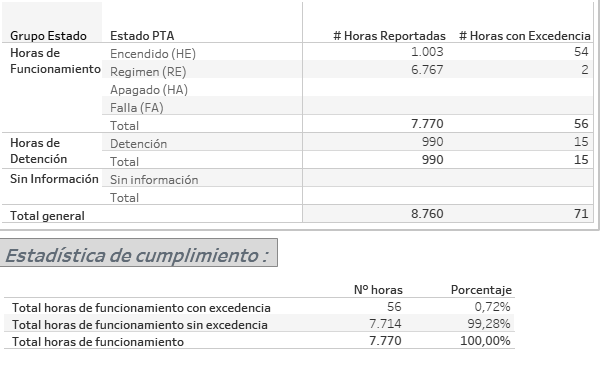 Grupo Estado Estado PTA # Horas Reportadas # Horas con Excedencia
Horas de Funcionamiento Encendido (HE) 1.003 54
Regimen (RE) 6.767 2
Apagado (HA)
Falla (FA)
Total 7.770 56
Horas de Detención Detención 990 15
Total 990 15
Sin Información Sin información
Total
Total general 8.760 71
Estadística de cumplimiento :
Nº horas Porcentaje
Total horas de funcionamiento con excedencia 56 0,72%
Total horas de funcionamiento sin excedencia 7.714 99,28%
Total horas de funcionamiento 7.770 100,00%